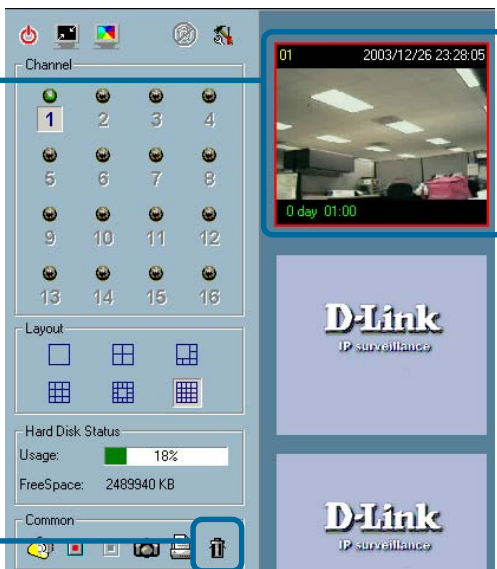 Channel
1 2 3 4
5 6 7 8
9 10 11 12
13 14 15 16
Layout
Hard Disk Status
Usage: 18%
FreeSpace: 2489940 KB
Common
01 2003/12/26 23:28:05
0 day 01:00
D-Link
IP surveillance
D-Link
IP surveillance